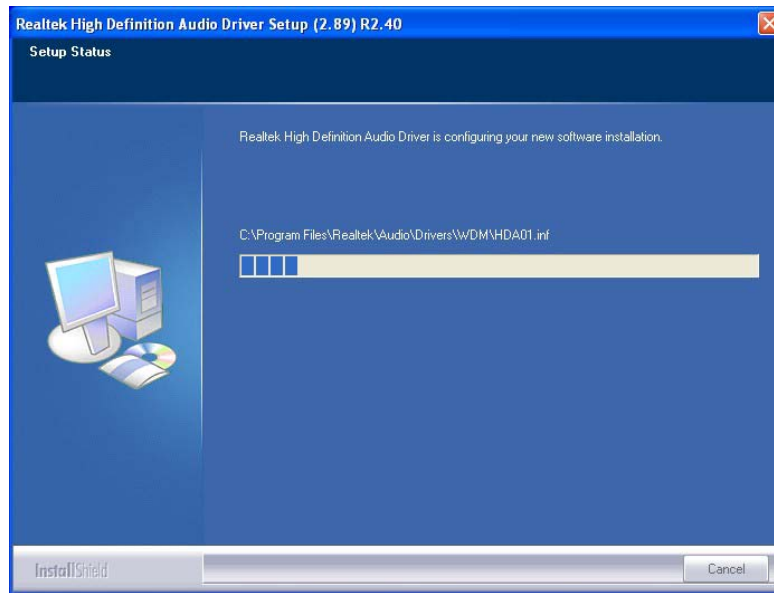 Realtek High Definition Audio Driver Setup (2.89) R2.40
Setup Status
Realtek High Definition Audio Driver is configuring your new software installation.
C:\Program Files\Realtek\Audio\Drivers\WDM\HDA01.inf
InstallShield
Cancel